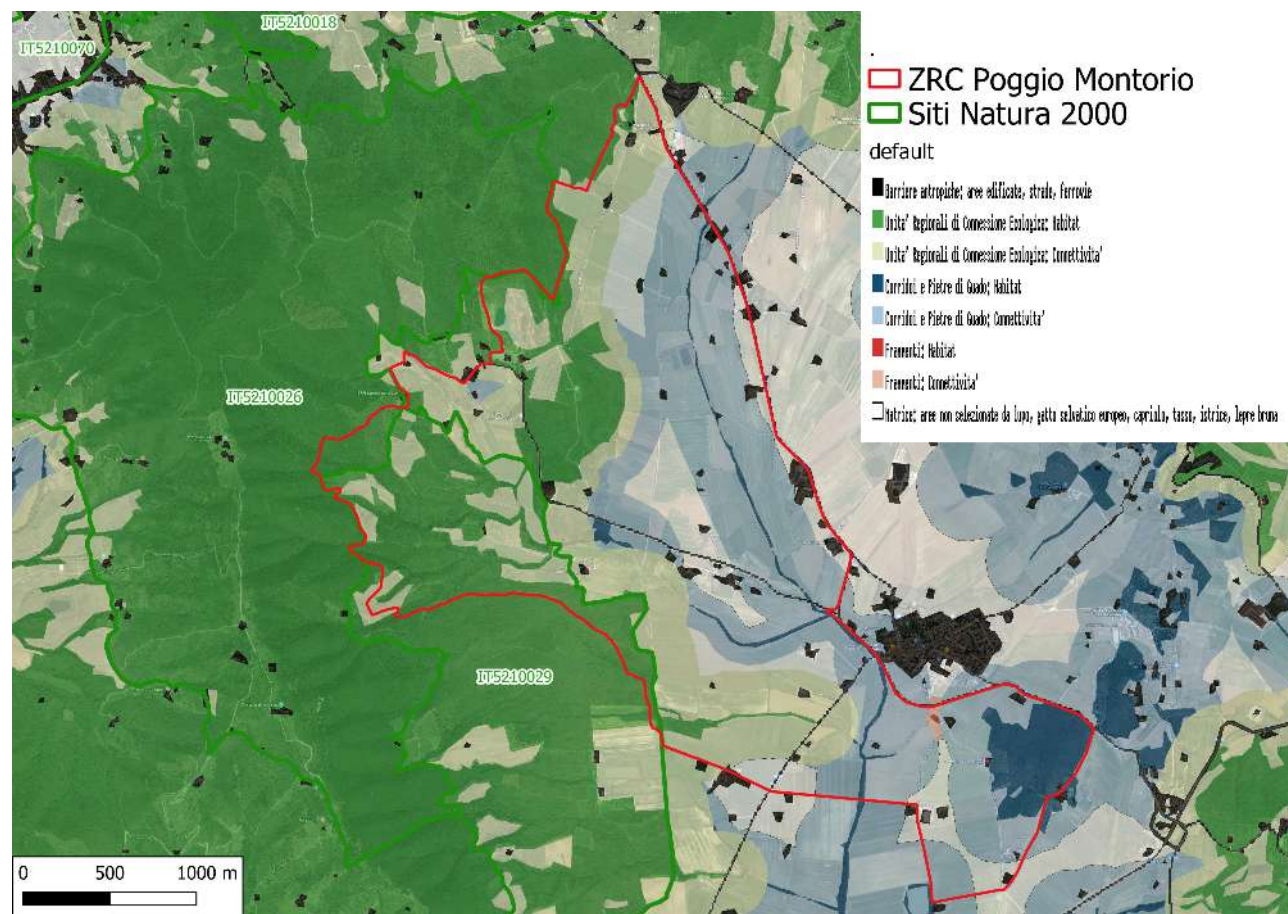 IT5210018
IT5210070
ZRC Poggio Montorio
Siti Natura 2000
default
Barriere antropiche; aree edificate, strade, ferrovie
Unita' Regionali di Connessione Ecologica; Habitat
Unita' Regionali di Connessione Ecologica; Connettivita'
Corridoi e Pietre di Guado; Habitat
Corridoi e Pietre di Guado; Connettivita'
Frammenti; Habitat
Frammenti; Connettivita'
Matrice; aree non selezionate da lupo, gatto selvatico europeo, capriolo, tasso, istrice, lepre bruna
IT5210026
IT5210029
0 500 1000 m